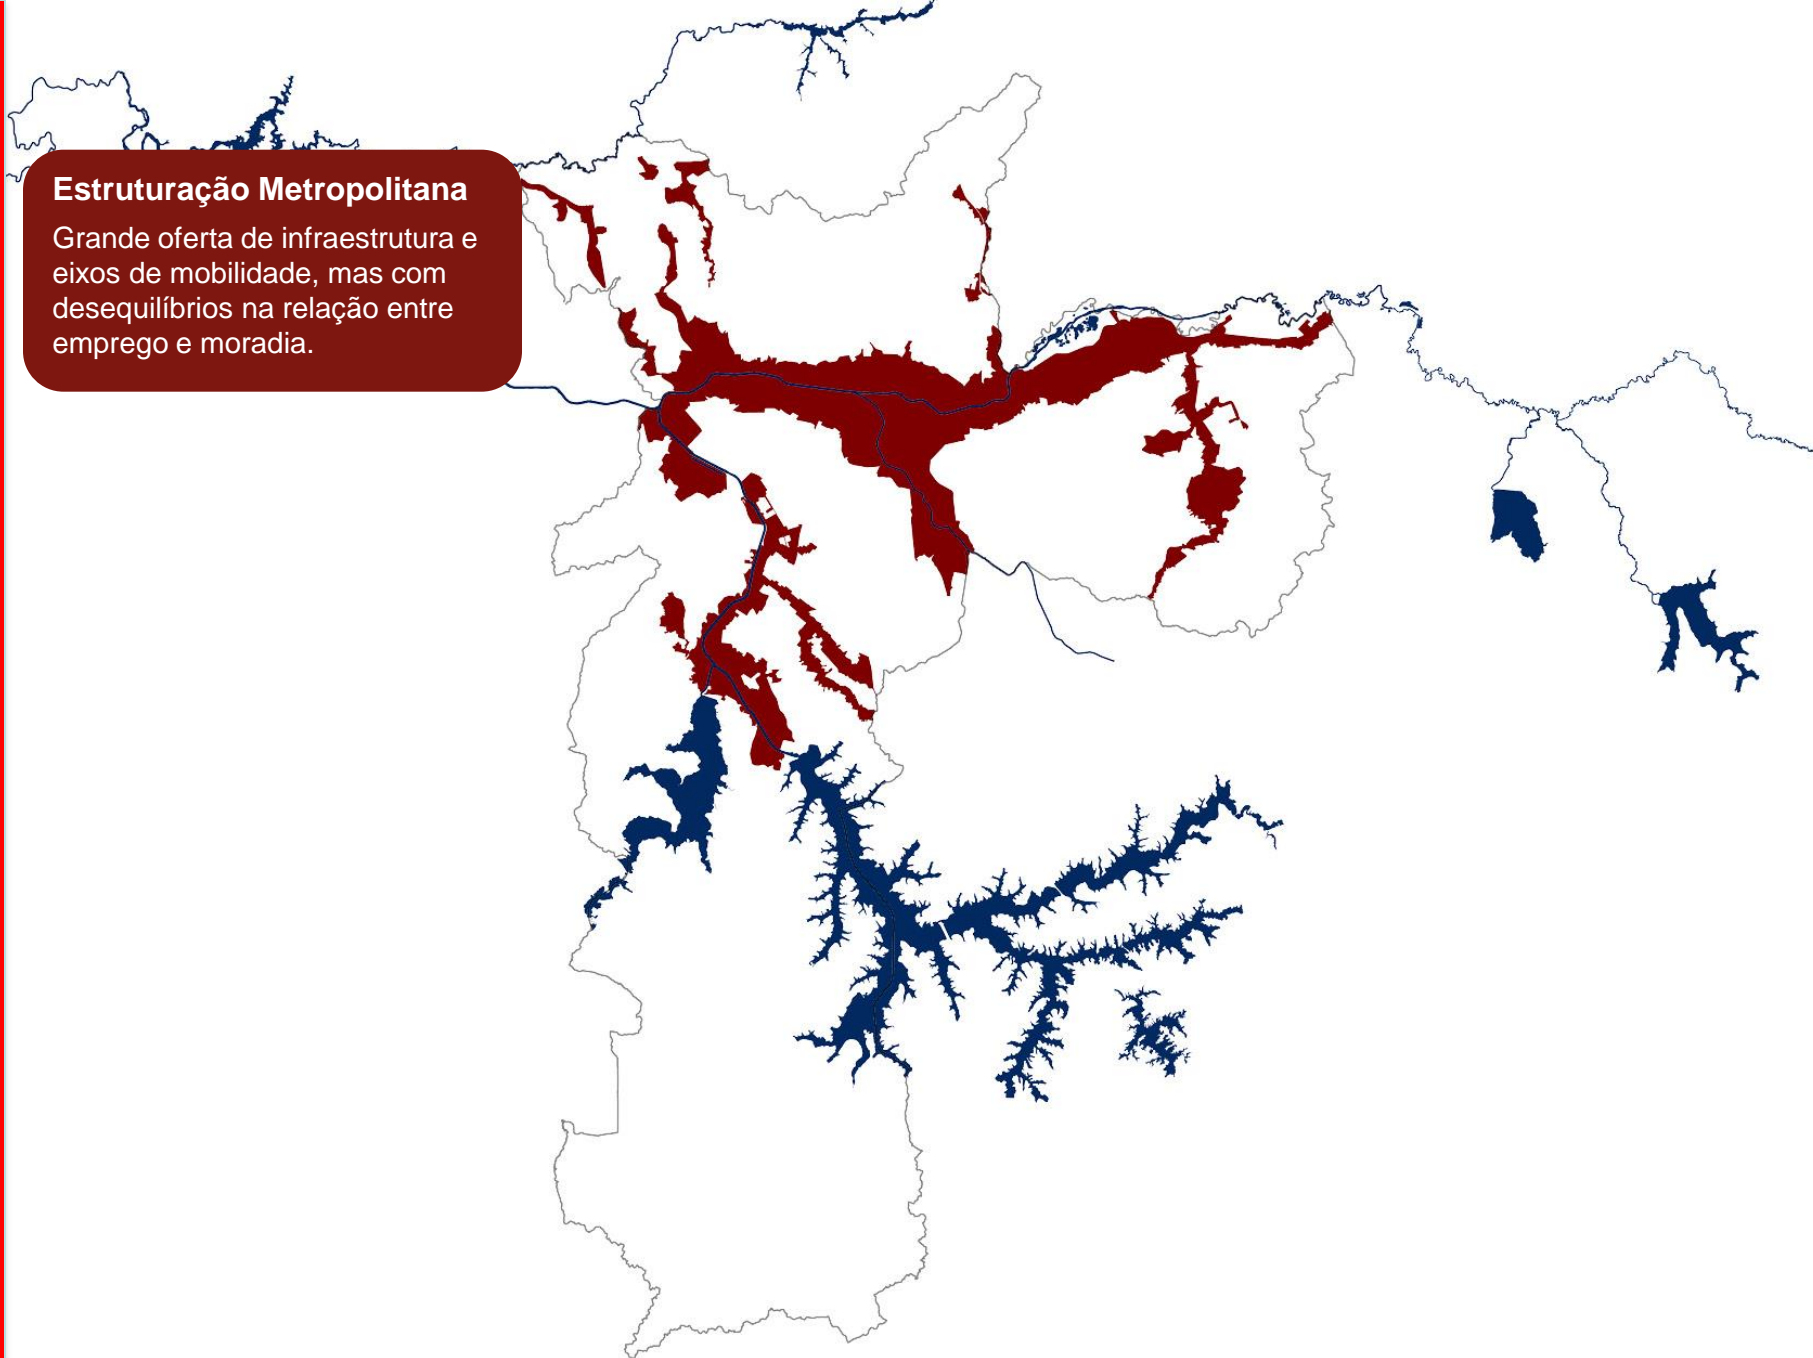 Estruturação Metropolitana
Grande oferta de infraestrutura e
eixos de mobilidade, mas com
desequilíbrios na relação entre
emprego e moradia.